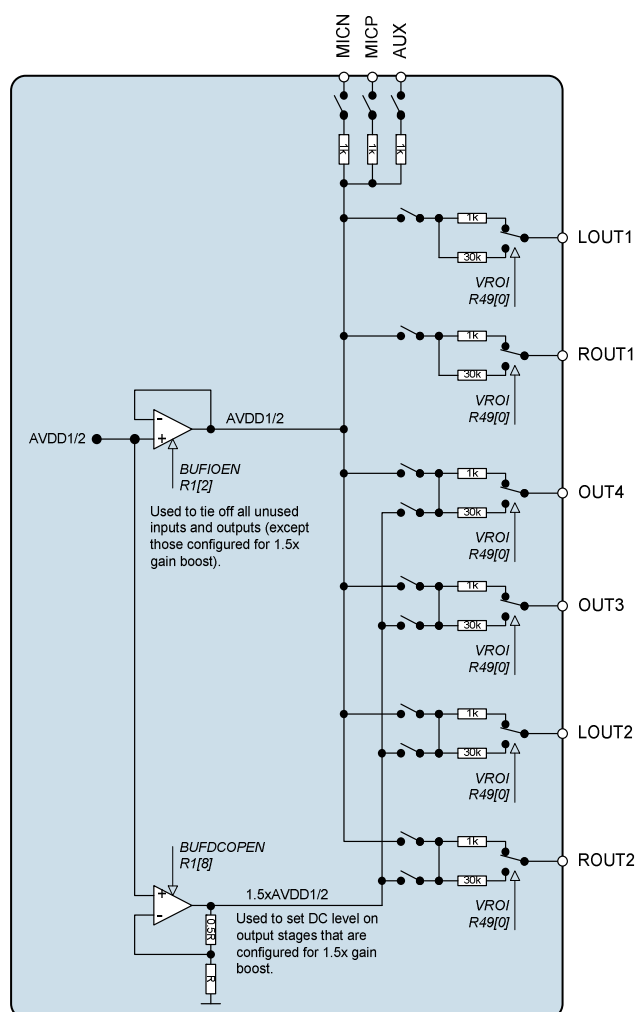 MICN
MICP
AUX
1k
1k
1k
1k
30k
LOUT1
VROI
R49[0]
1k
30k
ROUT1
VROI
R49[0]
AVDD1/2
-
+
AVDD1/2
BUFIOEN
R1[2]
Used to tie off all unused
inputs and outputs (except
those configured for 1.5x
gain boost).
1k
30k
OUT4
VROI
R49[0]
1k
30k
OUT3
VROI
R49[0]
1k
30k
LOUT2
VROI
R49[0]
1k
30k
ROUT2
VROI
R49[0]
BUFDCOPEN
R1[8]
+
-
1.5xAVDD1/2
0.5R
R
Used to set DC level on
output stages that are
configured for 1.5x gain
boost.